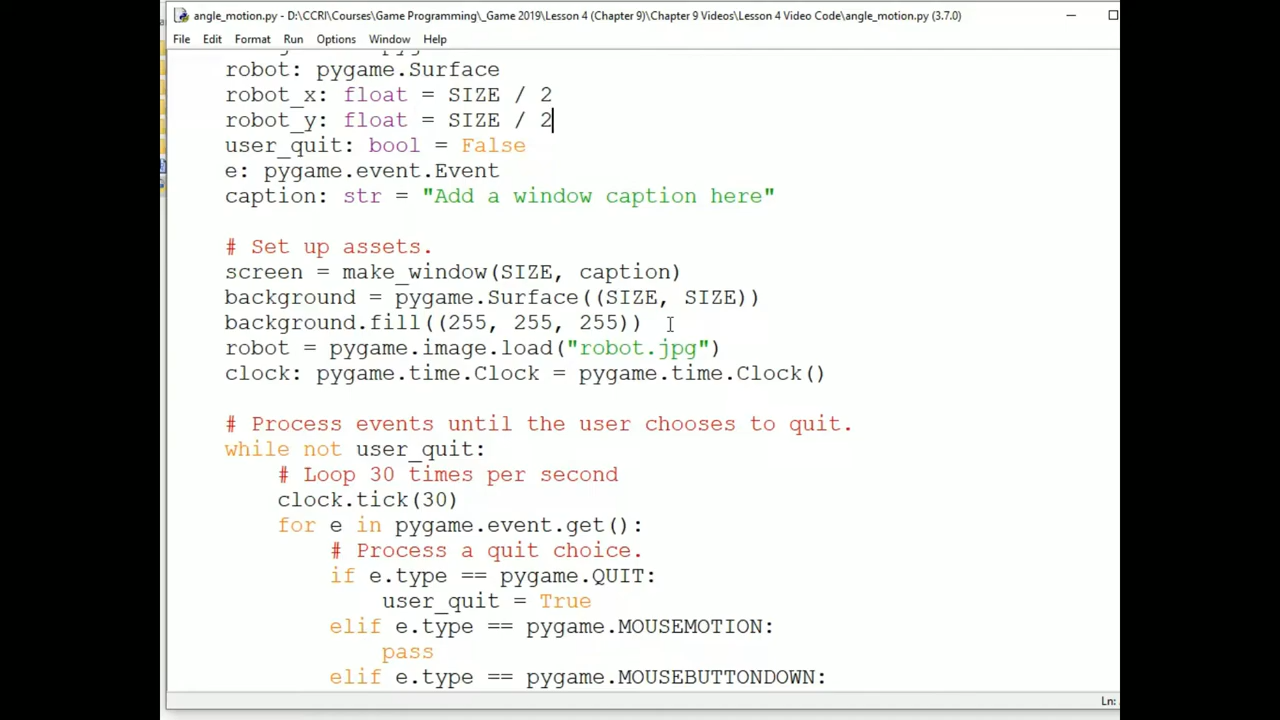 angle_motion.py - D:\CCRI\Courses\Game Programming\_Game 2019\Lesson 4 (Chapter 9)\Chapter 9 Videos\Lesson 4 Video Code\angle_motion.py (3.7.0)
File Edit Format Run Options Window Help
robot: pygame.Surface
robot_x: float = SIZE / 2
robot_y: float = SIZE / 2
user_quit: bool = False
e: pygame.event.Event
caption: str = "Add a window caption here"
# Set up assets.
screen = make_window(SIZE, caption)
background = pygame.Surface((SIZE, SIZE))
background.fill((255, 255, 255))
robot = pygame.image.load("robot.jpg")
clock: pygame.time.Clock = pygame.time.Clock()
# Process events until the user chooses to quit.
while not user_quit:
# Loop 30 times per second
clock.tick(30)
for e in pygame.event.get():
# Process a quit choice.
if e.type == pygame.QUIT:
user_quit = True
elif e.type == pygame.MOUSEMOTION:
pass
elif e.type == pygame.MOUSEBUTTONDOWN:
Ln: